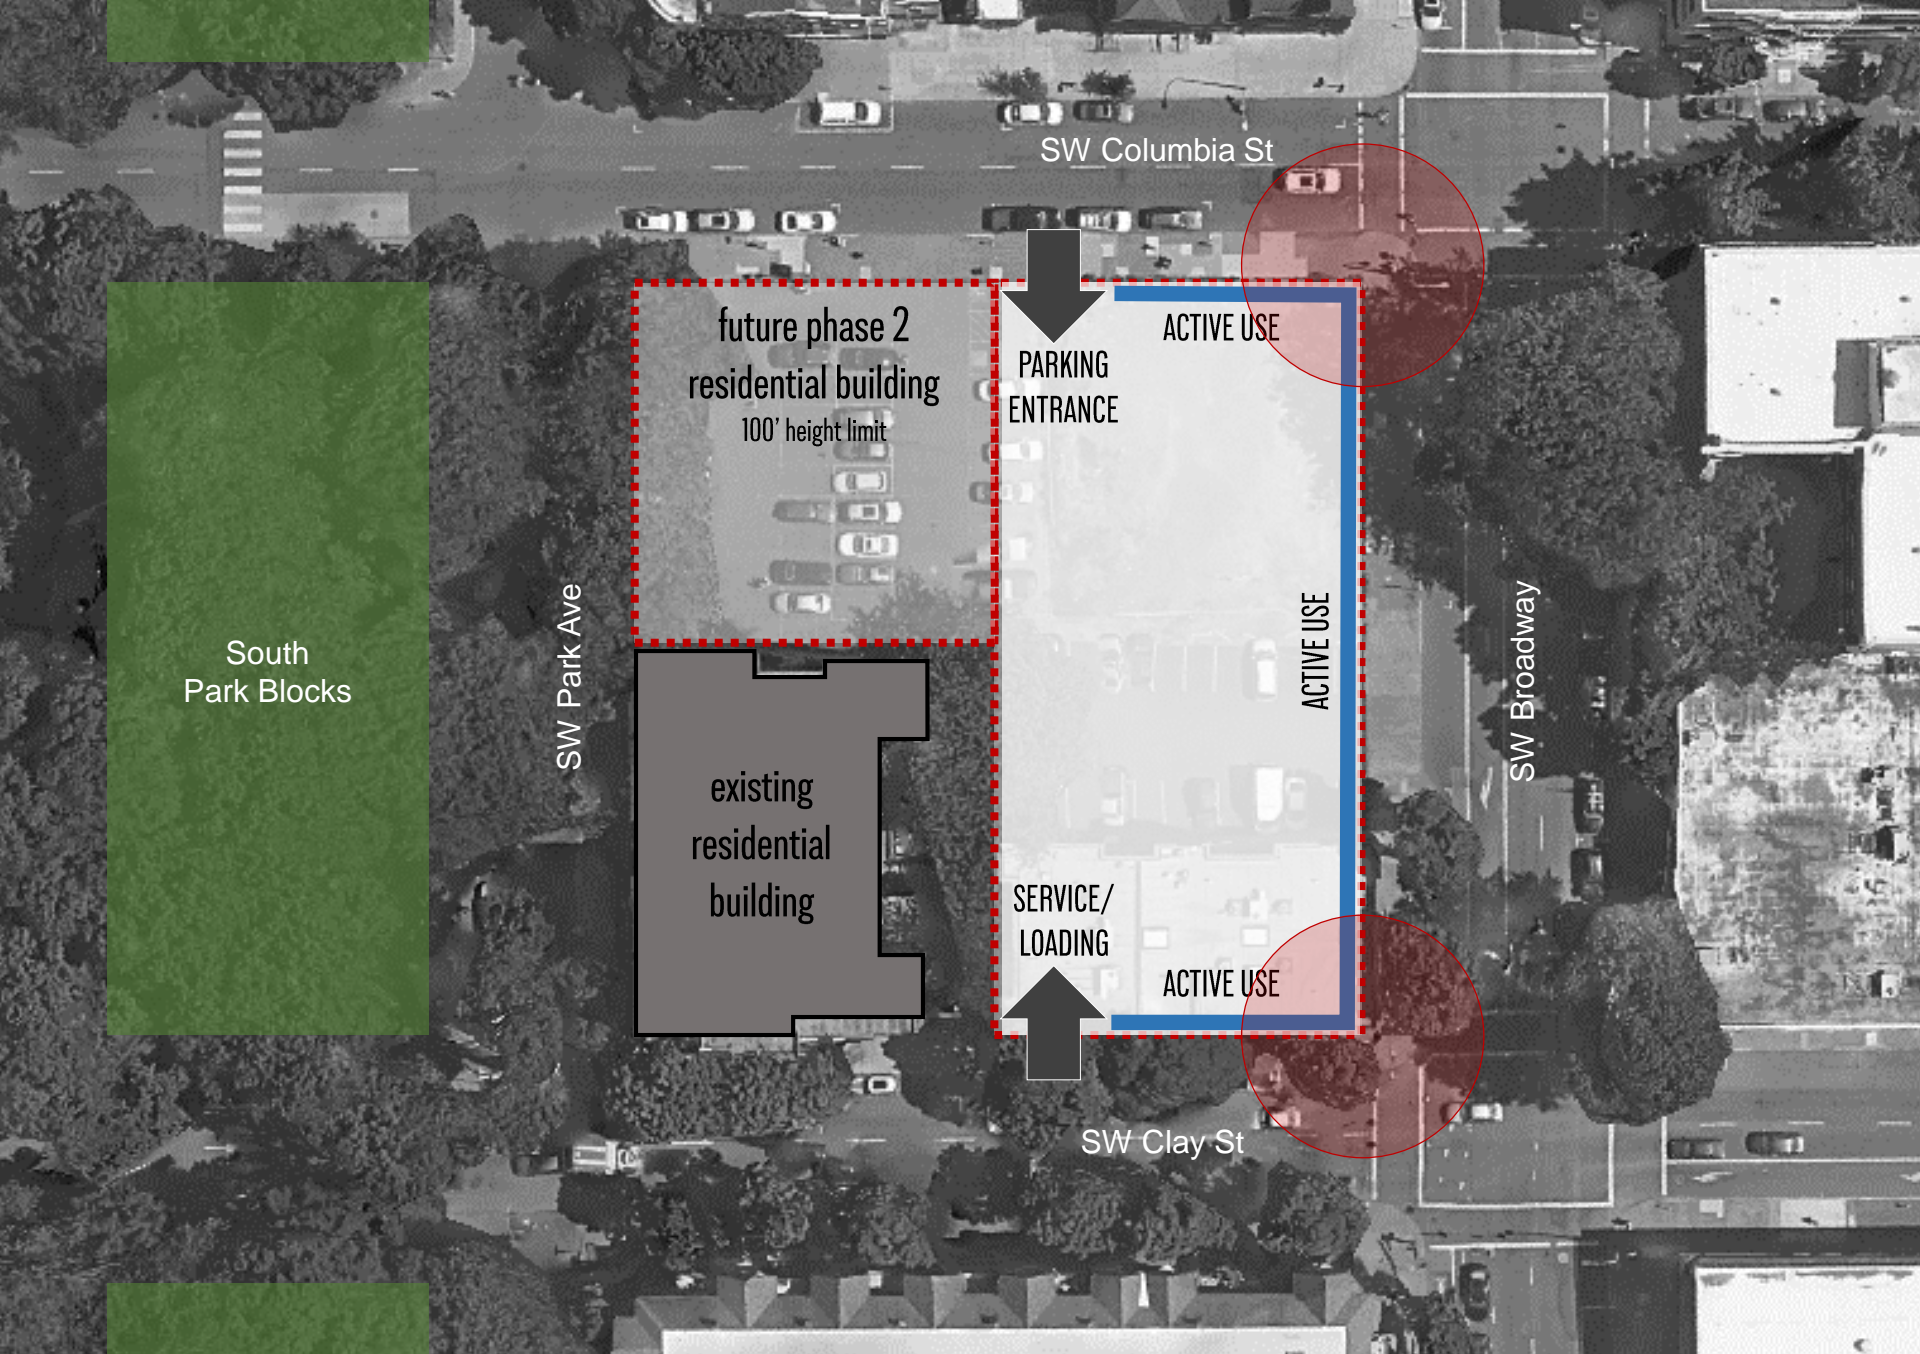 SW Columbia St
future phase 2
residential building
100' height limit
PARKING
ENTRANCE
ACTIVE USE
South
Park Blocks
SW Park Ave
ACTIVE USE
SW Broadway
existing
residential
building
SERVICE/
LOADING
ACTIVE USE
SW Clay St